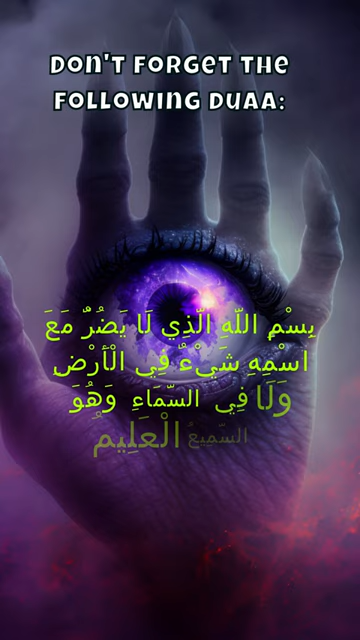 Don't forget the
following duaa:
بِسْمِ اللّهِ الّذِي لَا يَضُرُّ مَعَ
اسْمِهِ شَيْءٌ فِي الْأَرْضِ
وَلَا فِي السّمَاءِ وَهُوَ
السّمِيعُ الْعَلِيمُ